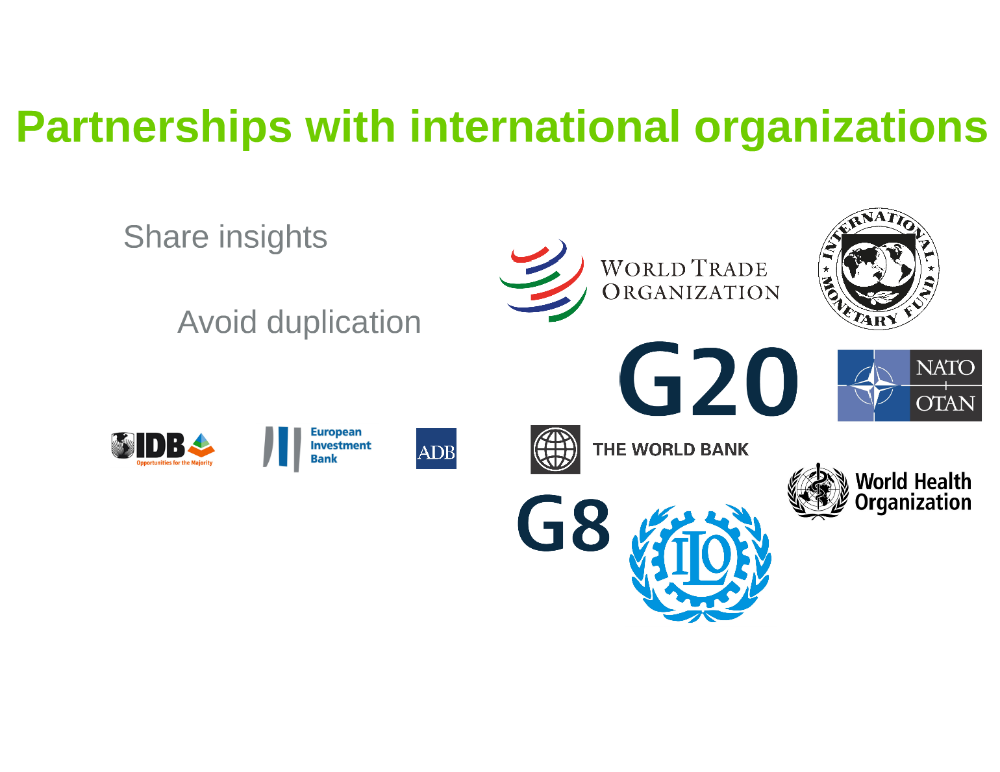 Partnerships with international organizations
Share insights
Avoid duplication
WORLD TRADE
ORGANIZATION
INTERNATIONAL
MONETARY FUND
G20
NATO
OTAN
IDB
Opportunities for the Majority
European
Investment
Bank
ADB
THE WORLD BANK
World Health
Organization
G8
ILO